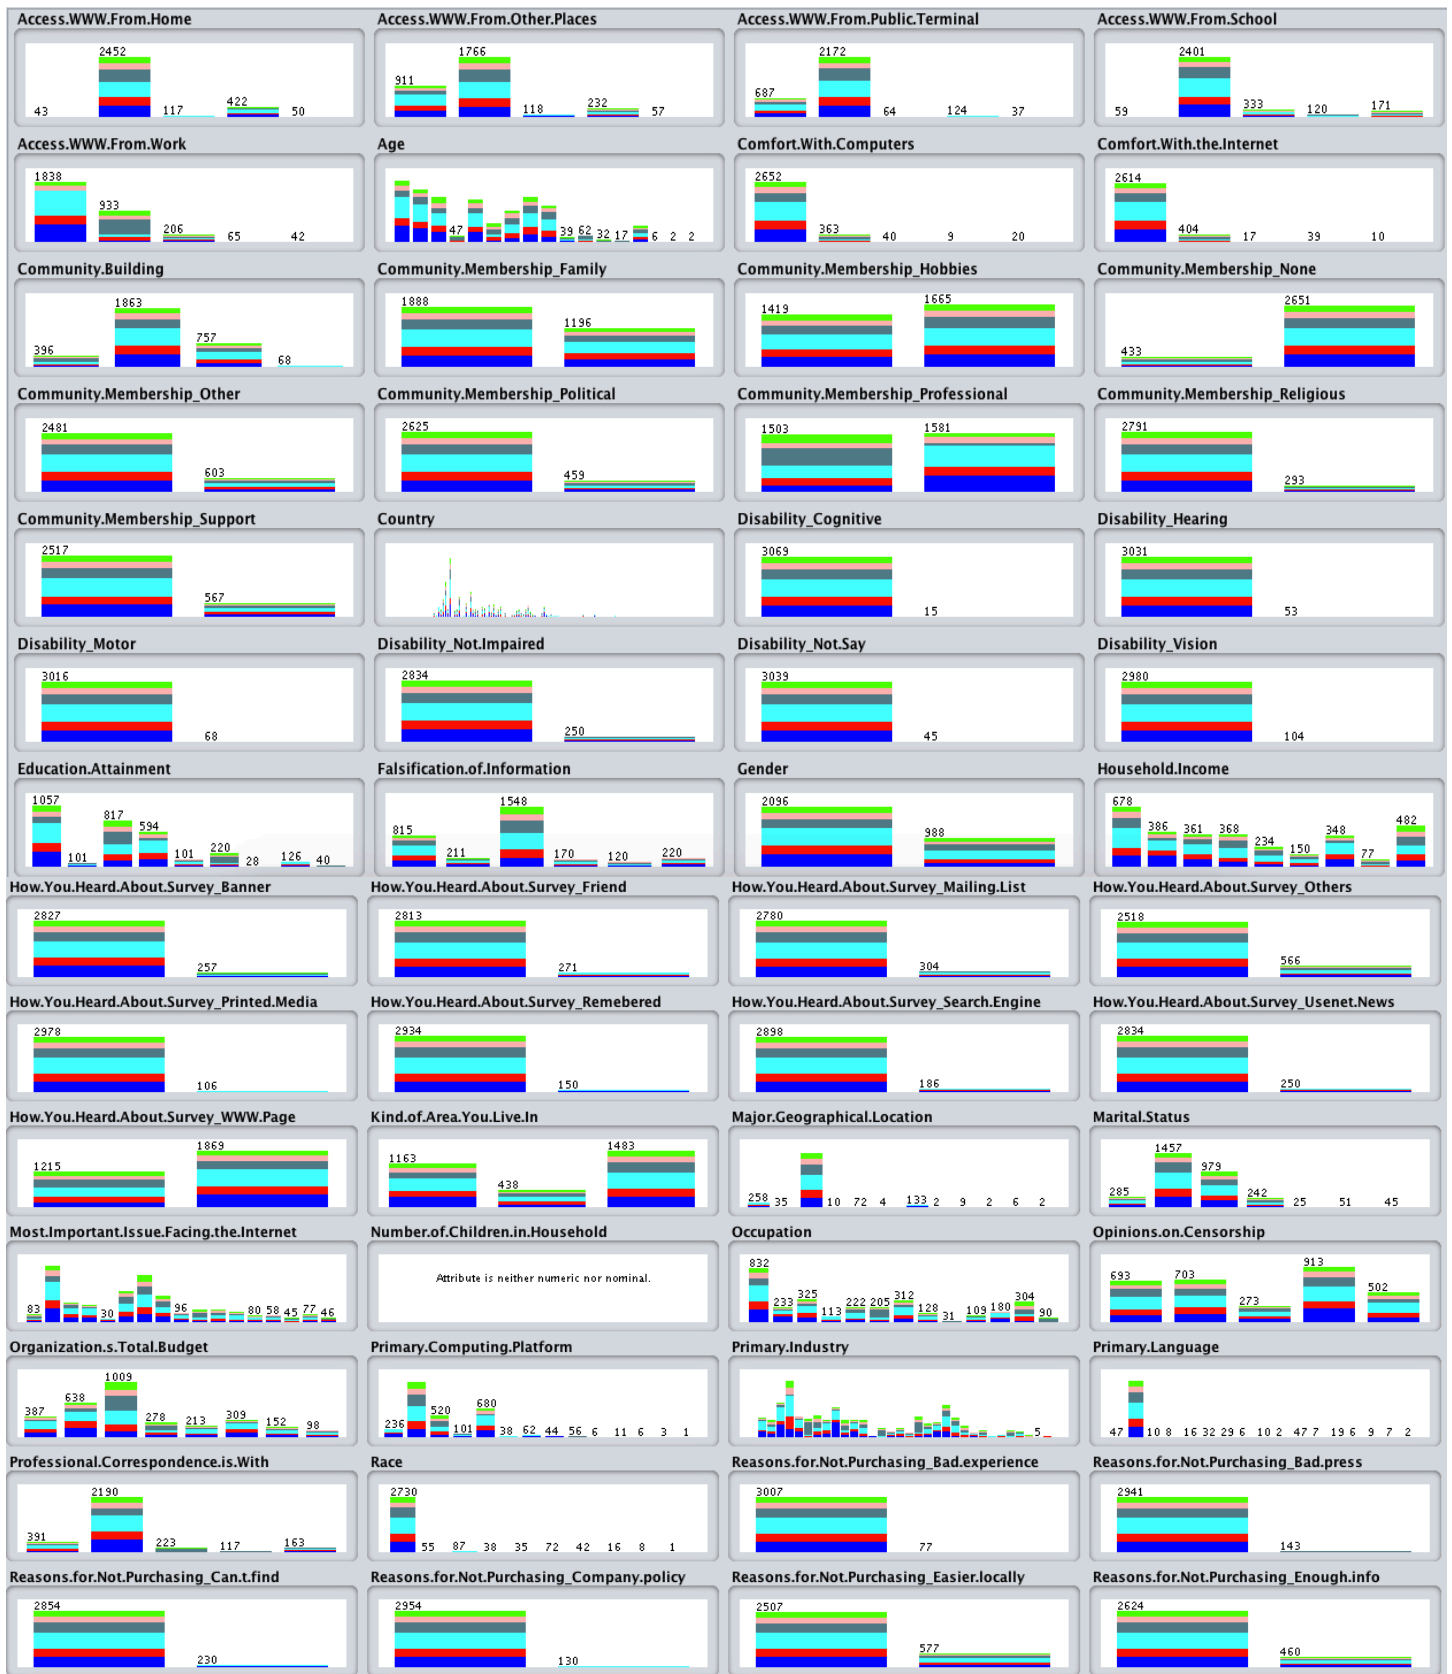 Access.WWW.From.Home
Access.WWW.From.Other.Places
Access.WWW.From.Public.Terminal
Access.WWW.From.School
43 2452 117 422 50
911 1766 118 232 57
687 2172 64 124 37
59 2401 333 120 171
Access.WWW.From.Work
Age
Comfort.With.Computers
Comfort.With.the.Internet
1838 933 206 65 42
47 39 62 32 17 6 2 2
2652 363 40 9 20
2614 404 17 39 10
Community.Building
Community.Membership_Family
Community.Membership_Hobbies
Community.Membership_None
396 1863 757 68
1888 1196
1419 1665
433 2651
Community.Membership_Other
Community.Membership_Political
Community.Membership_Professional
Community.Membership_Religious
2481 603
2625 459
1503 1581
2791 293
Community.Membership_Support
Country
Disability_Cognitive
Disability_Hearing
2517 567
3069 15
3031 53
Disability_Motor
Disability_Not.Impaired
Disability_Not.Say
Disability_Vision
3016 68
2834 250
3039 45
2980 104
Education.Attainment
Falsification.of.Information
Gender
Household.Income
1057 101 817 594 101 220 28 126 40
815 211 1548 170 120 220
2096 988
678 386 361 368 234 150 348 77 482
How.You.Heard.About.Survey_Banner
How.You.Heard.About.Survey_Friend
How.You.Heard.About.Survey_Mailing.List
How.You.Heard.About.Survey_Others
2827 257
2813 271
2780 304
2518 566
How.You.Heard.About.Survey_Printed.Media
How.You.Heard.About.Survey_Remebered
How.You.Heard.About.Survey_Search.Engine
How.You.Heard.About.Survey_Usenet.News
2978 106
2934 150
2898 186
2834 250
How.You.Heard.About.Survey_WWW.Page
Kind.of.Area.You.Live.In
Major.Geographical.Location
Marital.Status
1215 1869
1163 438 1483
258 35 10 72 4 133 2 9 2 6 2
285 1457 979 242 25 51 45
Most.Important.Issue.Facing.the.Internet
Number.of.Children.in.Household
Occupation
Opinions.on.Censorship
83 30 96 80 58 45 77 46
Attribute is neither numeric nor nominal.
832 233 325 113 222 205 312 128 31 109 180 304 90
693 703 273 913 502
Organization.s.Total.Budget
Primary.Computing.Platform
Primary.Industry
Primary.Language
387 638 1009 278 213 309 152 98
236 520 101 680 38 62 44 56 6 11 6 3 1
5
47 10 8 16 32 29 6 10 2 47 7 19 6 9 7 2
Professional.Correspondence.is.With
Race
Reasons.for.Not.Purchasing_Bad.experience
Reasons.for.Not.Purchasing_Bad.press
391 2190 223 117 163
2730 55 87 38 35 72 42 16 8 1
3007 77
2941 143
Reasons.for.Not.Purchasing_Can.t.find
Reasons.for.Not.Purchasing_Company.policy
Reasons.for.Not.Purchasing_Easier.locally
Reasons.for.Not.Purchasing_Enough.info
2854 230
2954 130
2507 577
2624 460